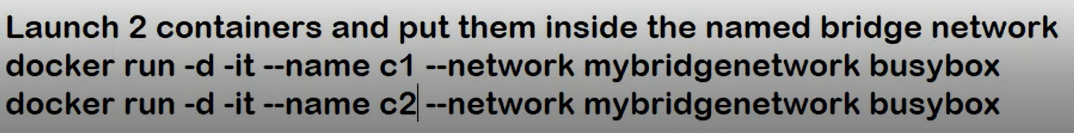 Launch 2 containers and put them inside the named bridge network
docker run -d -it --name c1 --network mybridgenetwork busybox
docker run -d -it --name c2 --network mybridgenetwork busybox